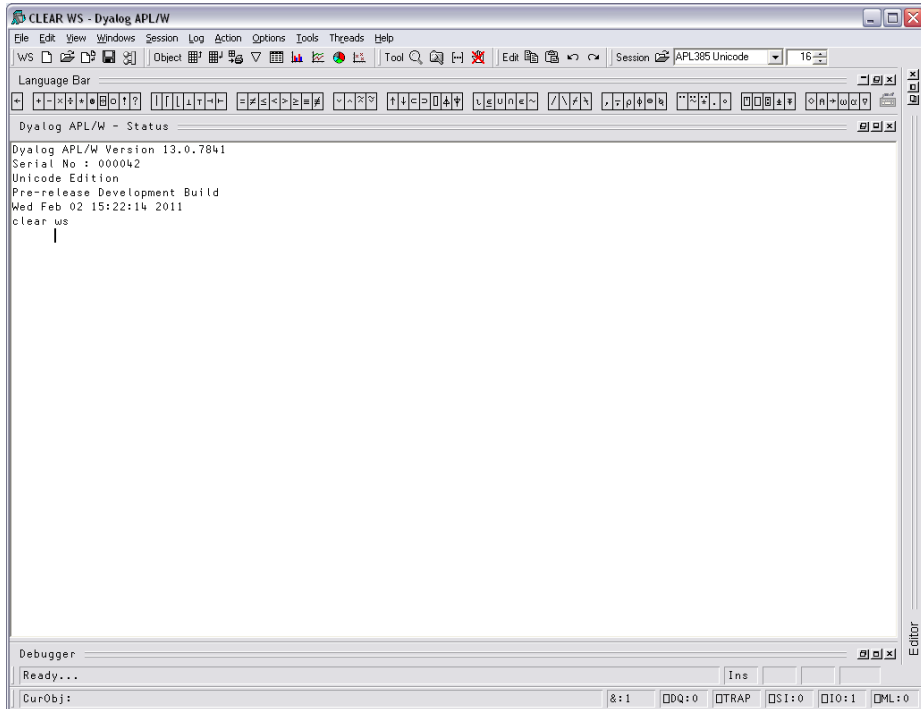 CLEAR WS - Dyalog APL/W
File Edit View Windows Session Log Action Options Tools Threads Help
WS Object Tool Edit Session APL385 Unicode 16
Language Bar
Dyalog APL/W - Status
Dyalog APL/W Version 13.0.7841
Serial No : 000042
Unicode Edition
Pre-release Development Build
Wed Feb 02 15:22:14 2011
clear ws
Editor
Debugger
Ready... Ins
CurObj: &:1 ⎕DQ:0 ⎕TRAP ⎕SI:0 ⎕IO:1 ⎕ML:0